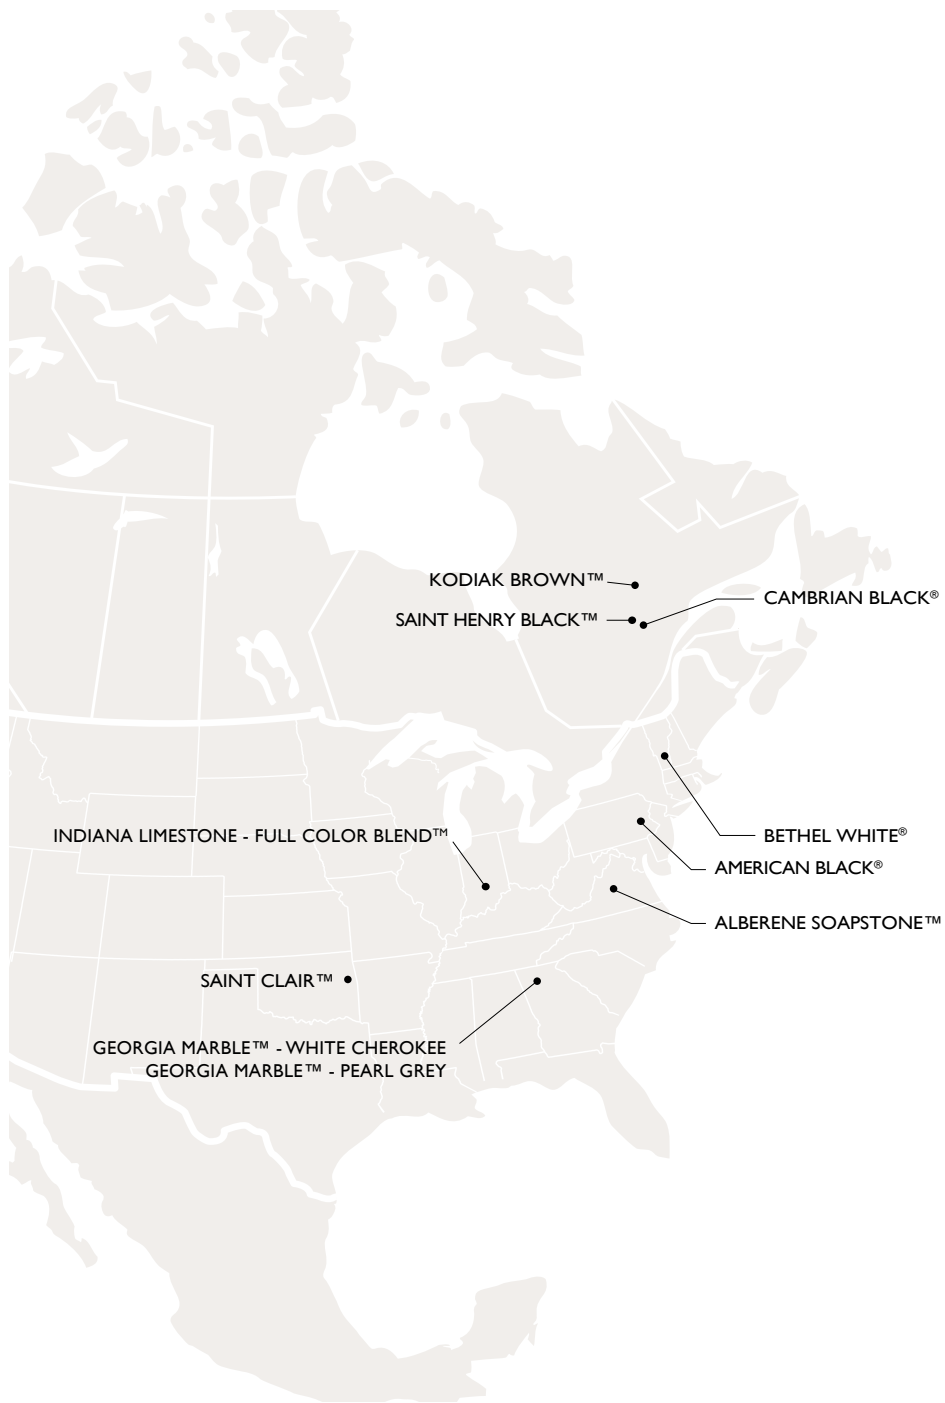 KODIAK BROWN™
CAMBRIAN BLACK®
SAINT HENRY BLACK™
INDIANA LIMESTONE - FULL COLOR BLEND™
BETHEL WHITE®
AMERICAN BLACK®
ALBERENE SOAPSTONE™
SAINT CLAIR™
GEORGIA MARBLE™ - WHITE CHEROKEE
GEORGIA MARBLE™ - PEARL GREY